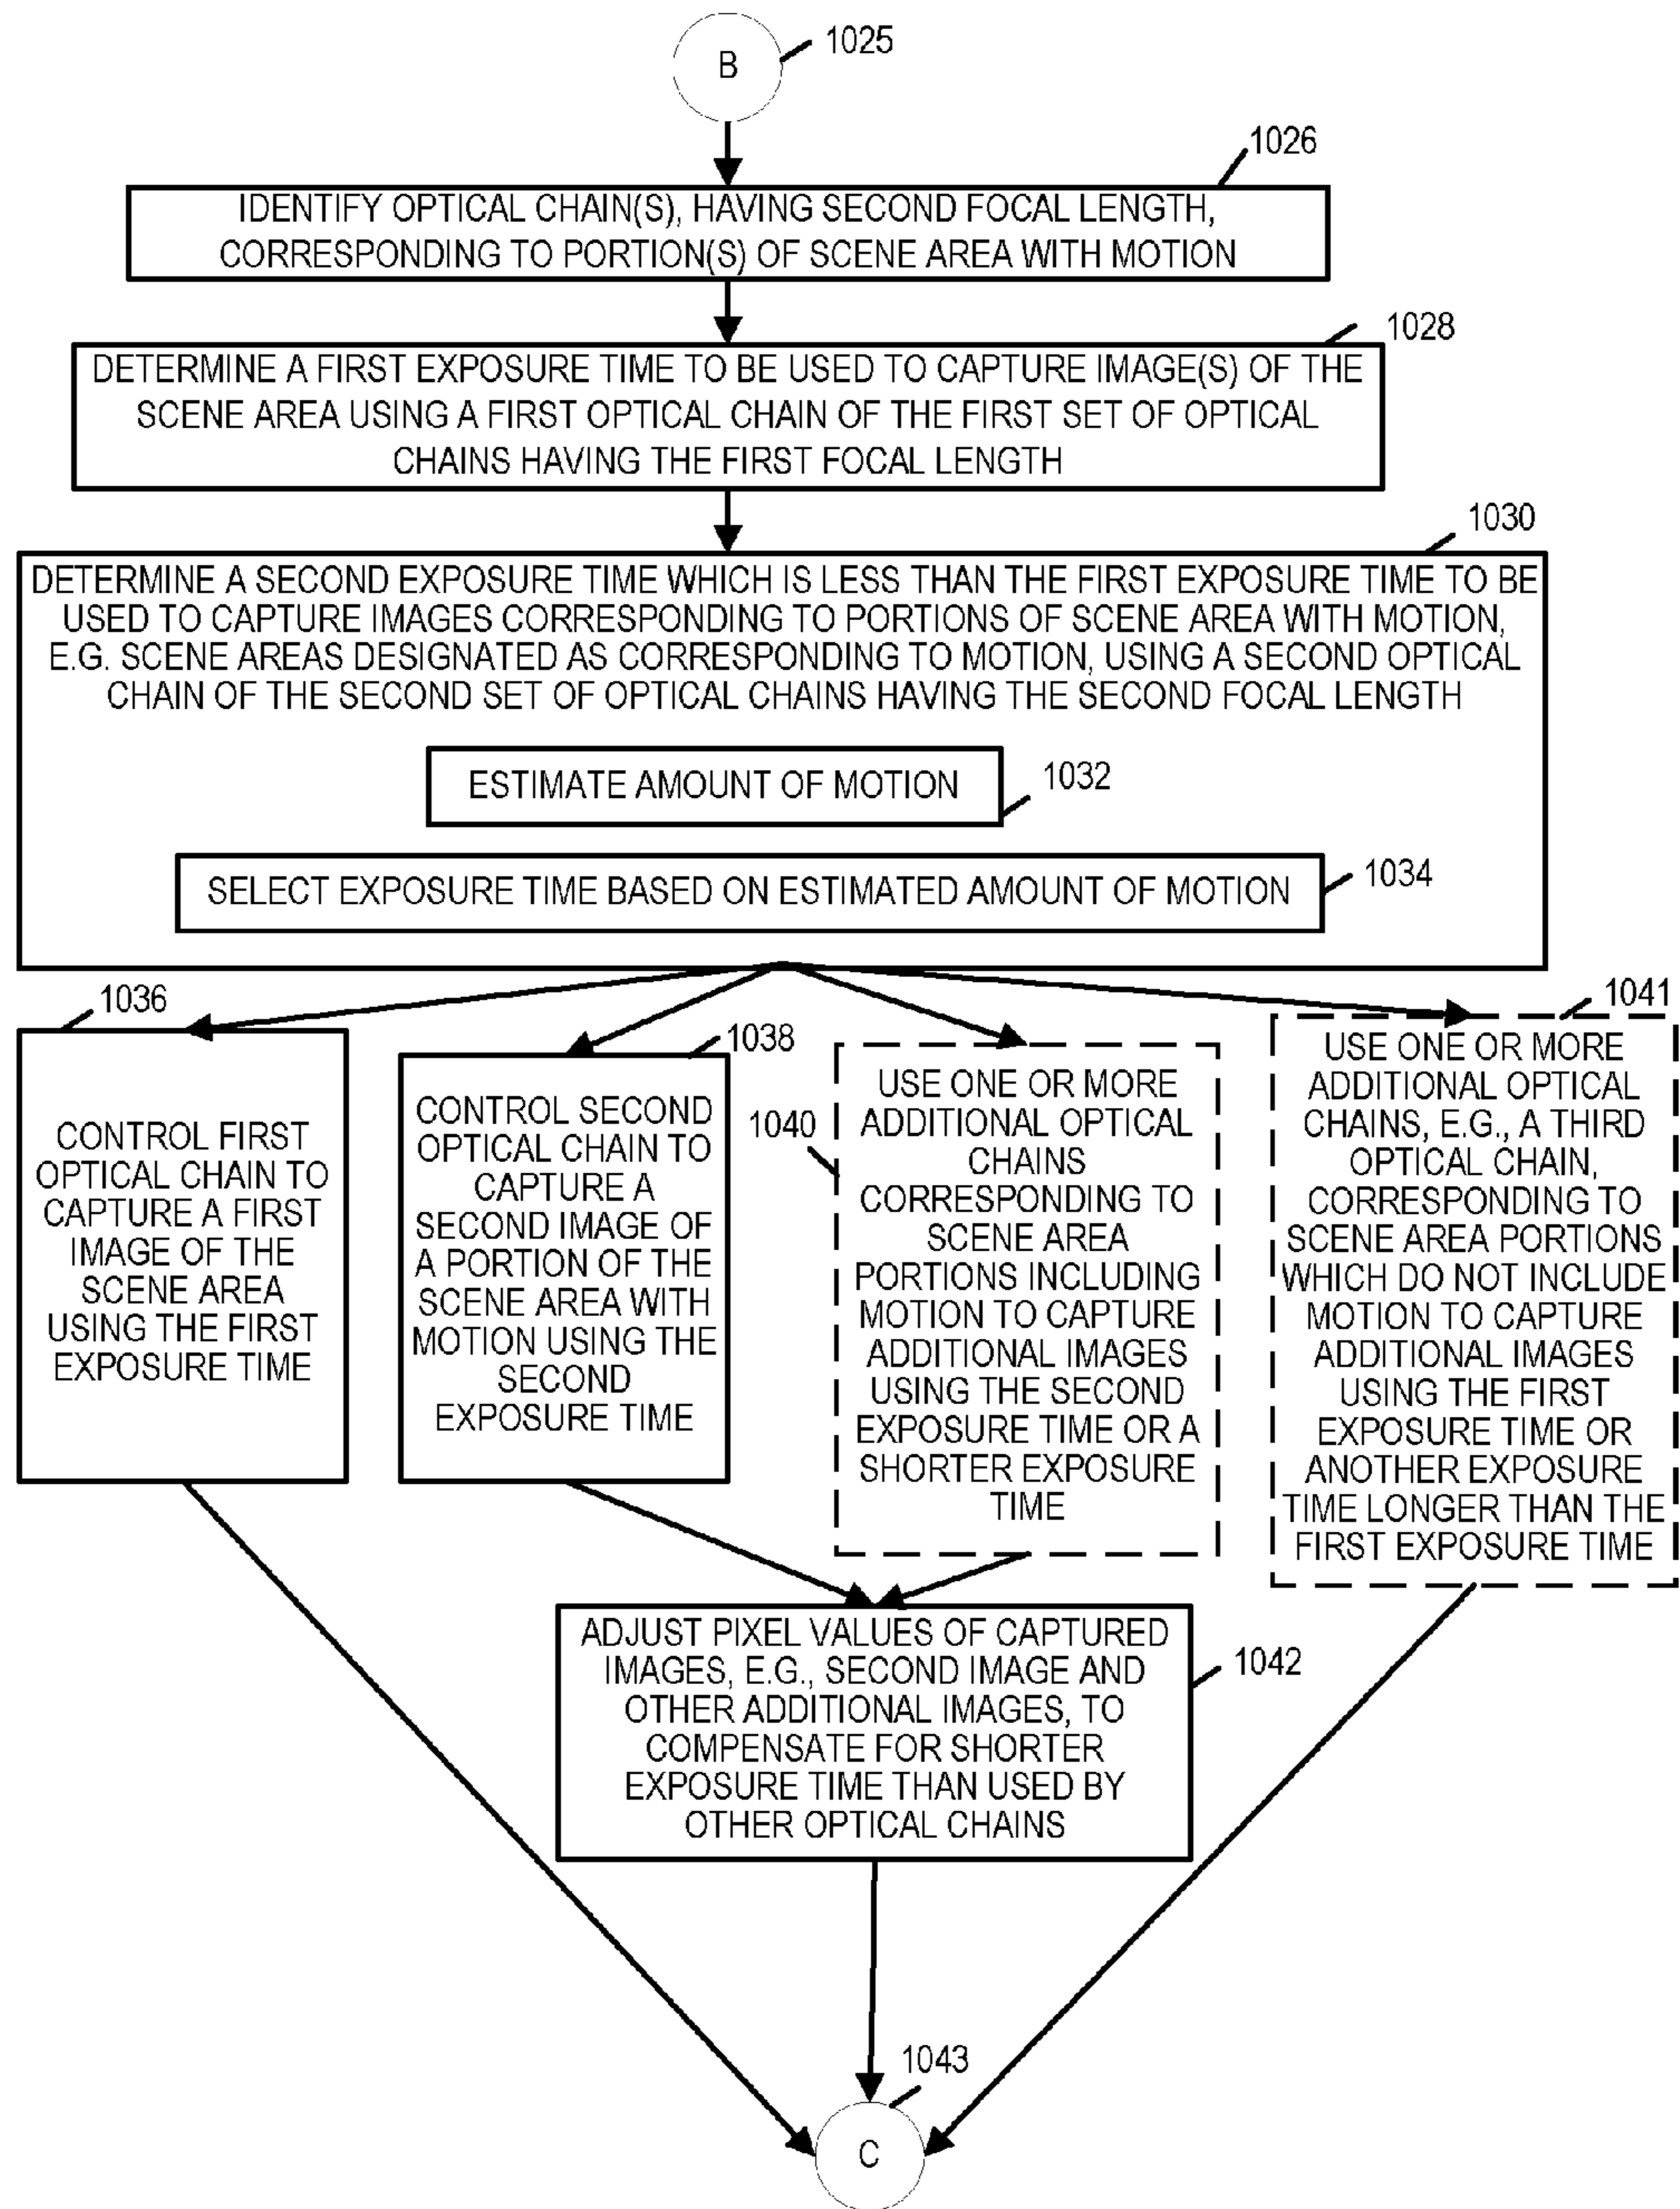 B
1025
1026
IDENTIFY OPTICAL CHAIN(S), HAVING SECOND FOCAL LENGTH,
CORRESPONDING TO PORTION(S) OF SCENE AREA WITH MOTION
1028
DETERMINE A FIRST EXPOSURE TIME TO BE USED TO CAPTURE IMAGE(S) OF THE
SCENE AREA USING A FIRST OPTICAL CHAIN OF THE FIRST SET OF OPTICAL
CHAINS HAVING THE FIRST FOCAL LENGTH
1030
DETERMINE A SECOND EXPOSURE TIME WHICH IS LESS THAN THE FIRST EXPOSURE TIME TO BE
USED TO CAPTURE IMAGES CORRESPONDING TO PORTIONS OF SCENE AREA WITH MOTION,
E.G. SCENE AREAS DESIGNATED AS CORRESPONDING TO MOTION, USING A SECOND OPTICAL
CHAIN OF THE SECOND SET OF OPTICAL CHAINS HAVING THE SECOND FOCAL LENGTH
ESTIMATE AMOUNT OF MOTION
1032
SELECT EXPOSURE TIME BASED ON ESTIMATED AMOUNT OF MOTION
1034
1036
CONTROL FIRST
OPTICAL CHAIN TO
CAPTURE A FIRST
IMAGE OF THE
SCENE AREA
USING THE FIRST
EXPOSURE TIME
1038
CONTROL SECOND
OPTICAL CHAIN TO
CAPTURE A
SECOND IMAGE OF
A PORTION OF THE
SCENE AREA WITH
MOTION USING THE
SECOND
EXPOSURE TIME
1040
USE ONE OR MORE
ADDITIONAL OPTICAL
CHAINS
CORRESPONDING TO
SCENE AREA
PORTIONS INCLUDING
MOTION TO CAPTURE
ADDITIONAL IMAGES
USING THE SECOND
EXPOSURE TIME OR A
SHORTER EXPOSURE
TIME
1041
USE ONE OR MORE
ADDITIONAL OPTICAL
CHAINS, E.G., A THIRD
OPTICAL CHAIN,
CORRESPONDING TO
SCENE AREA PORTIONS
WHICH DO NOT INCLUDE
MOTION TO CAPTURE
ADDITIONAL IMAGES
USING THE FIRST
EXPOSURE TIME OR
ANOTHER EXPOSURE
TIME LONGER THAN THE
FIRST EXPOSURE TIME
ADJUST PIXEL VALUES OF CAPTURED
IMAGES, E.G., SECOND IMAGE AND
OTHER ADDITIONAL IMAGES, TO
COMPENSATE FOR SHORTER
EXPOSURE TIME THAN USED BY
OTHER OPTICAL CHAINS
1042
1043
C